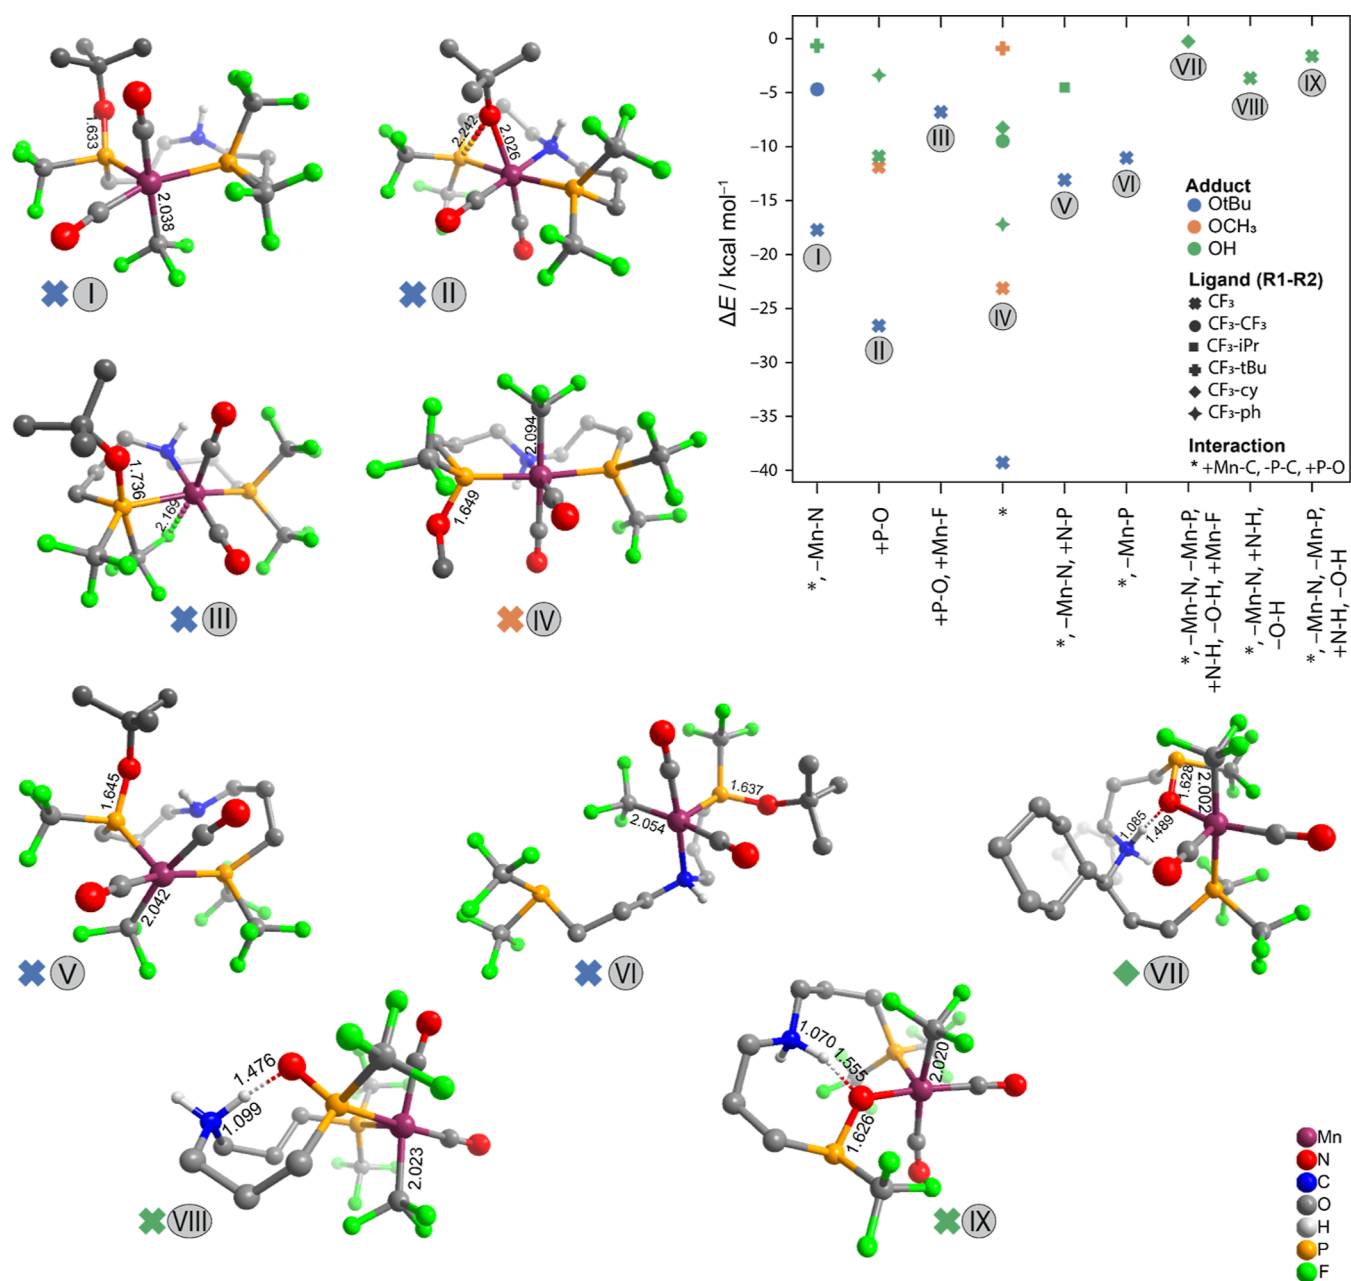 1.633
2.038
I
2.242
2.026
II
0
−5
−10
−15
−20
−25
−30
−35
−40
ΔE / kcal mol⁻¹
I
II
III
IV
V
VI
VII
VIII
IX
Adduct
OtBu
OCH₃
OH
Ligand (R1-R2)
CF₃
CF₃-CF₃
CF₃-iPr
CF₃-tBu
CF₃-cy
CF₃-ph
Interaction
* +Mn-C, -P-C, +P-O
*, −Mn-N
+P-O
+P-O, +Mn-F
*
*, −Mn-N, +N-P
*, −Mn-P
*, −Mn-N, −Mn-P,
+N-H, −O-H, +Mn-F
*, −Mn-N, +N-H,
−O-H
*, −Mn-N, −Mn-P,
+N-H, −O-H
1.736
2.169
III
2.094
1.649
IV
1.645
2.042
V
1.637
2.054
VI
1.628
2.002
1.085
1.489
VII
1.476
1.099
2.023
VIII
1.070
1.555
2.020
1.626
IX
Mn
N
C
O
H
P
F